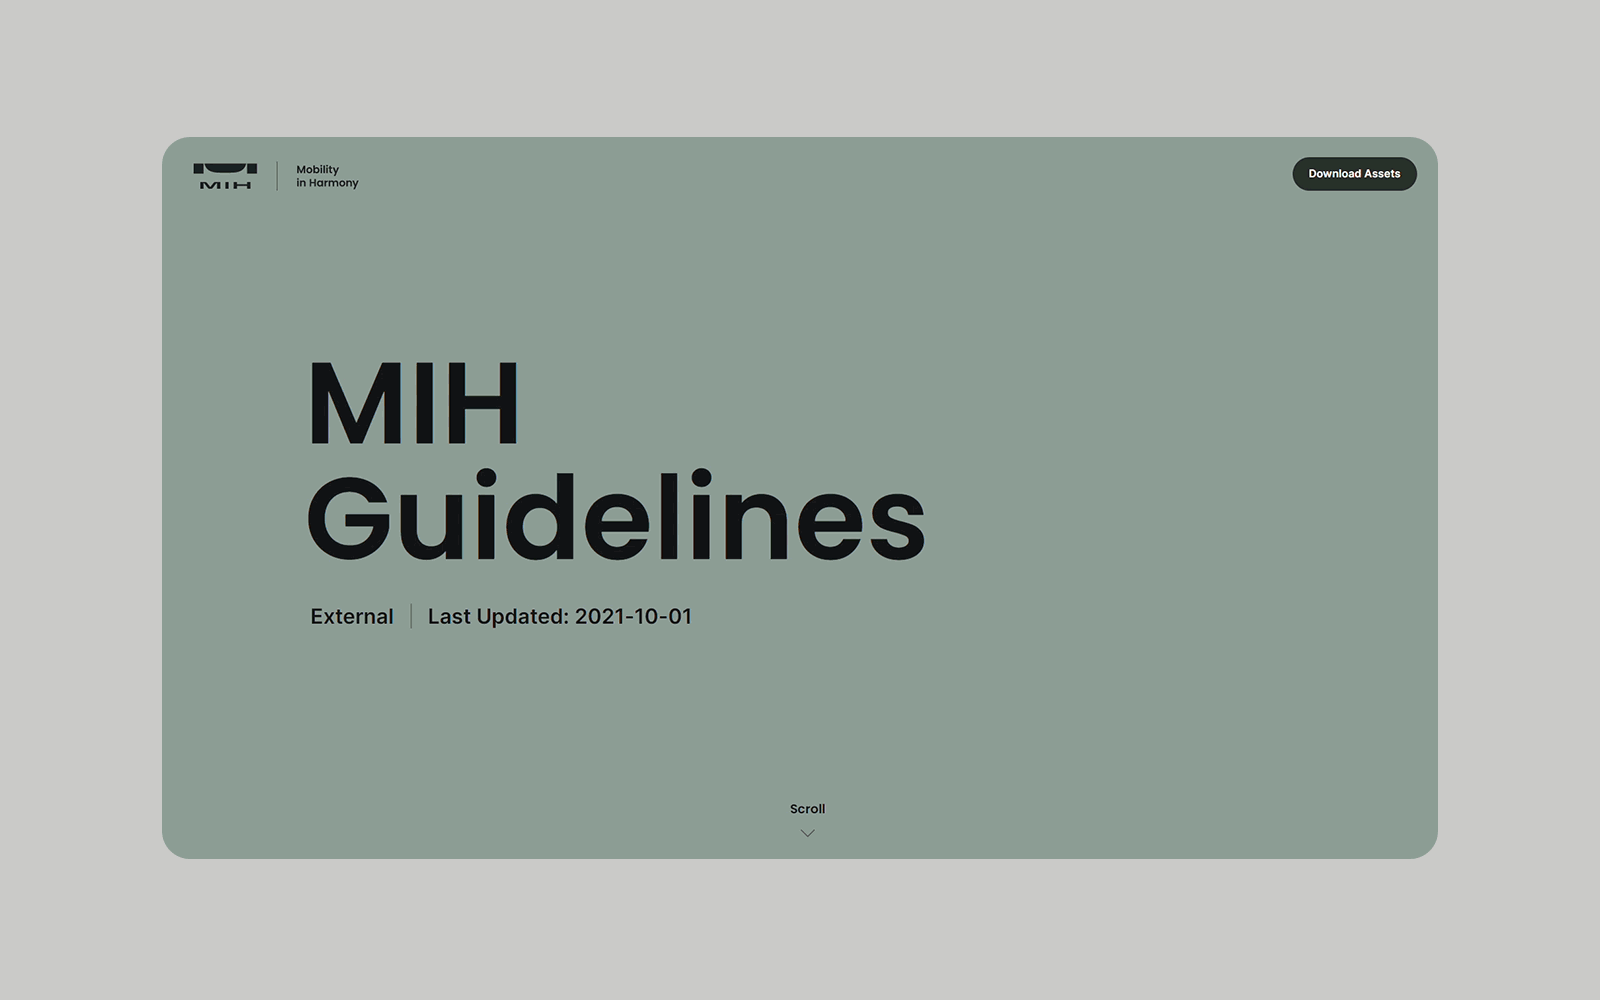 MIH
Mobility
in Harmony
Download Assets
MIH
Guidelines
External | Last Updated: 2021-10-01
Scroll